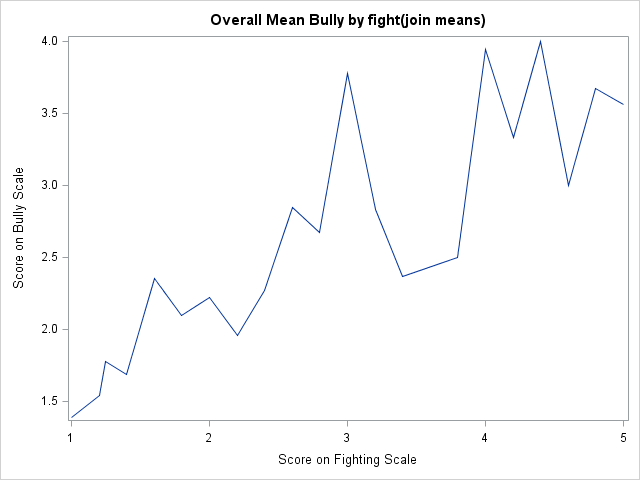 Overall Mean Bully by fight(join means)
4.0
3.5
3.0
2.5
2.0
1.5
Score on Bully Scale
1 2 3 4 5
Score on Fighting Scale